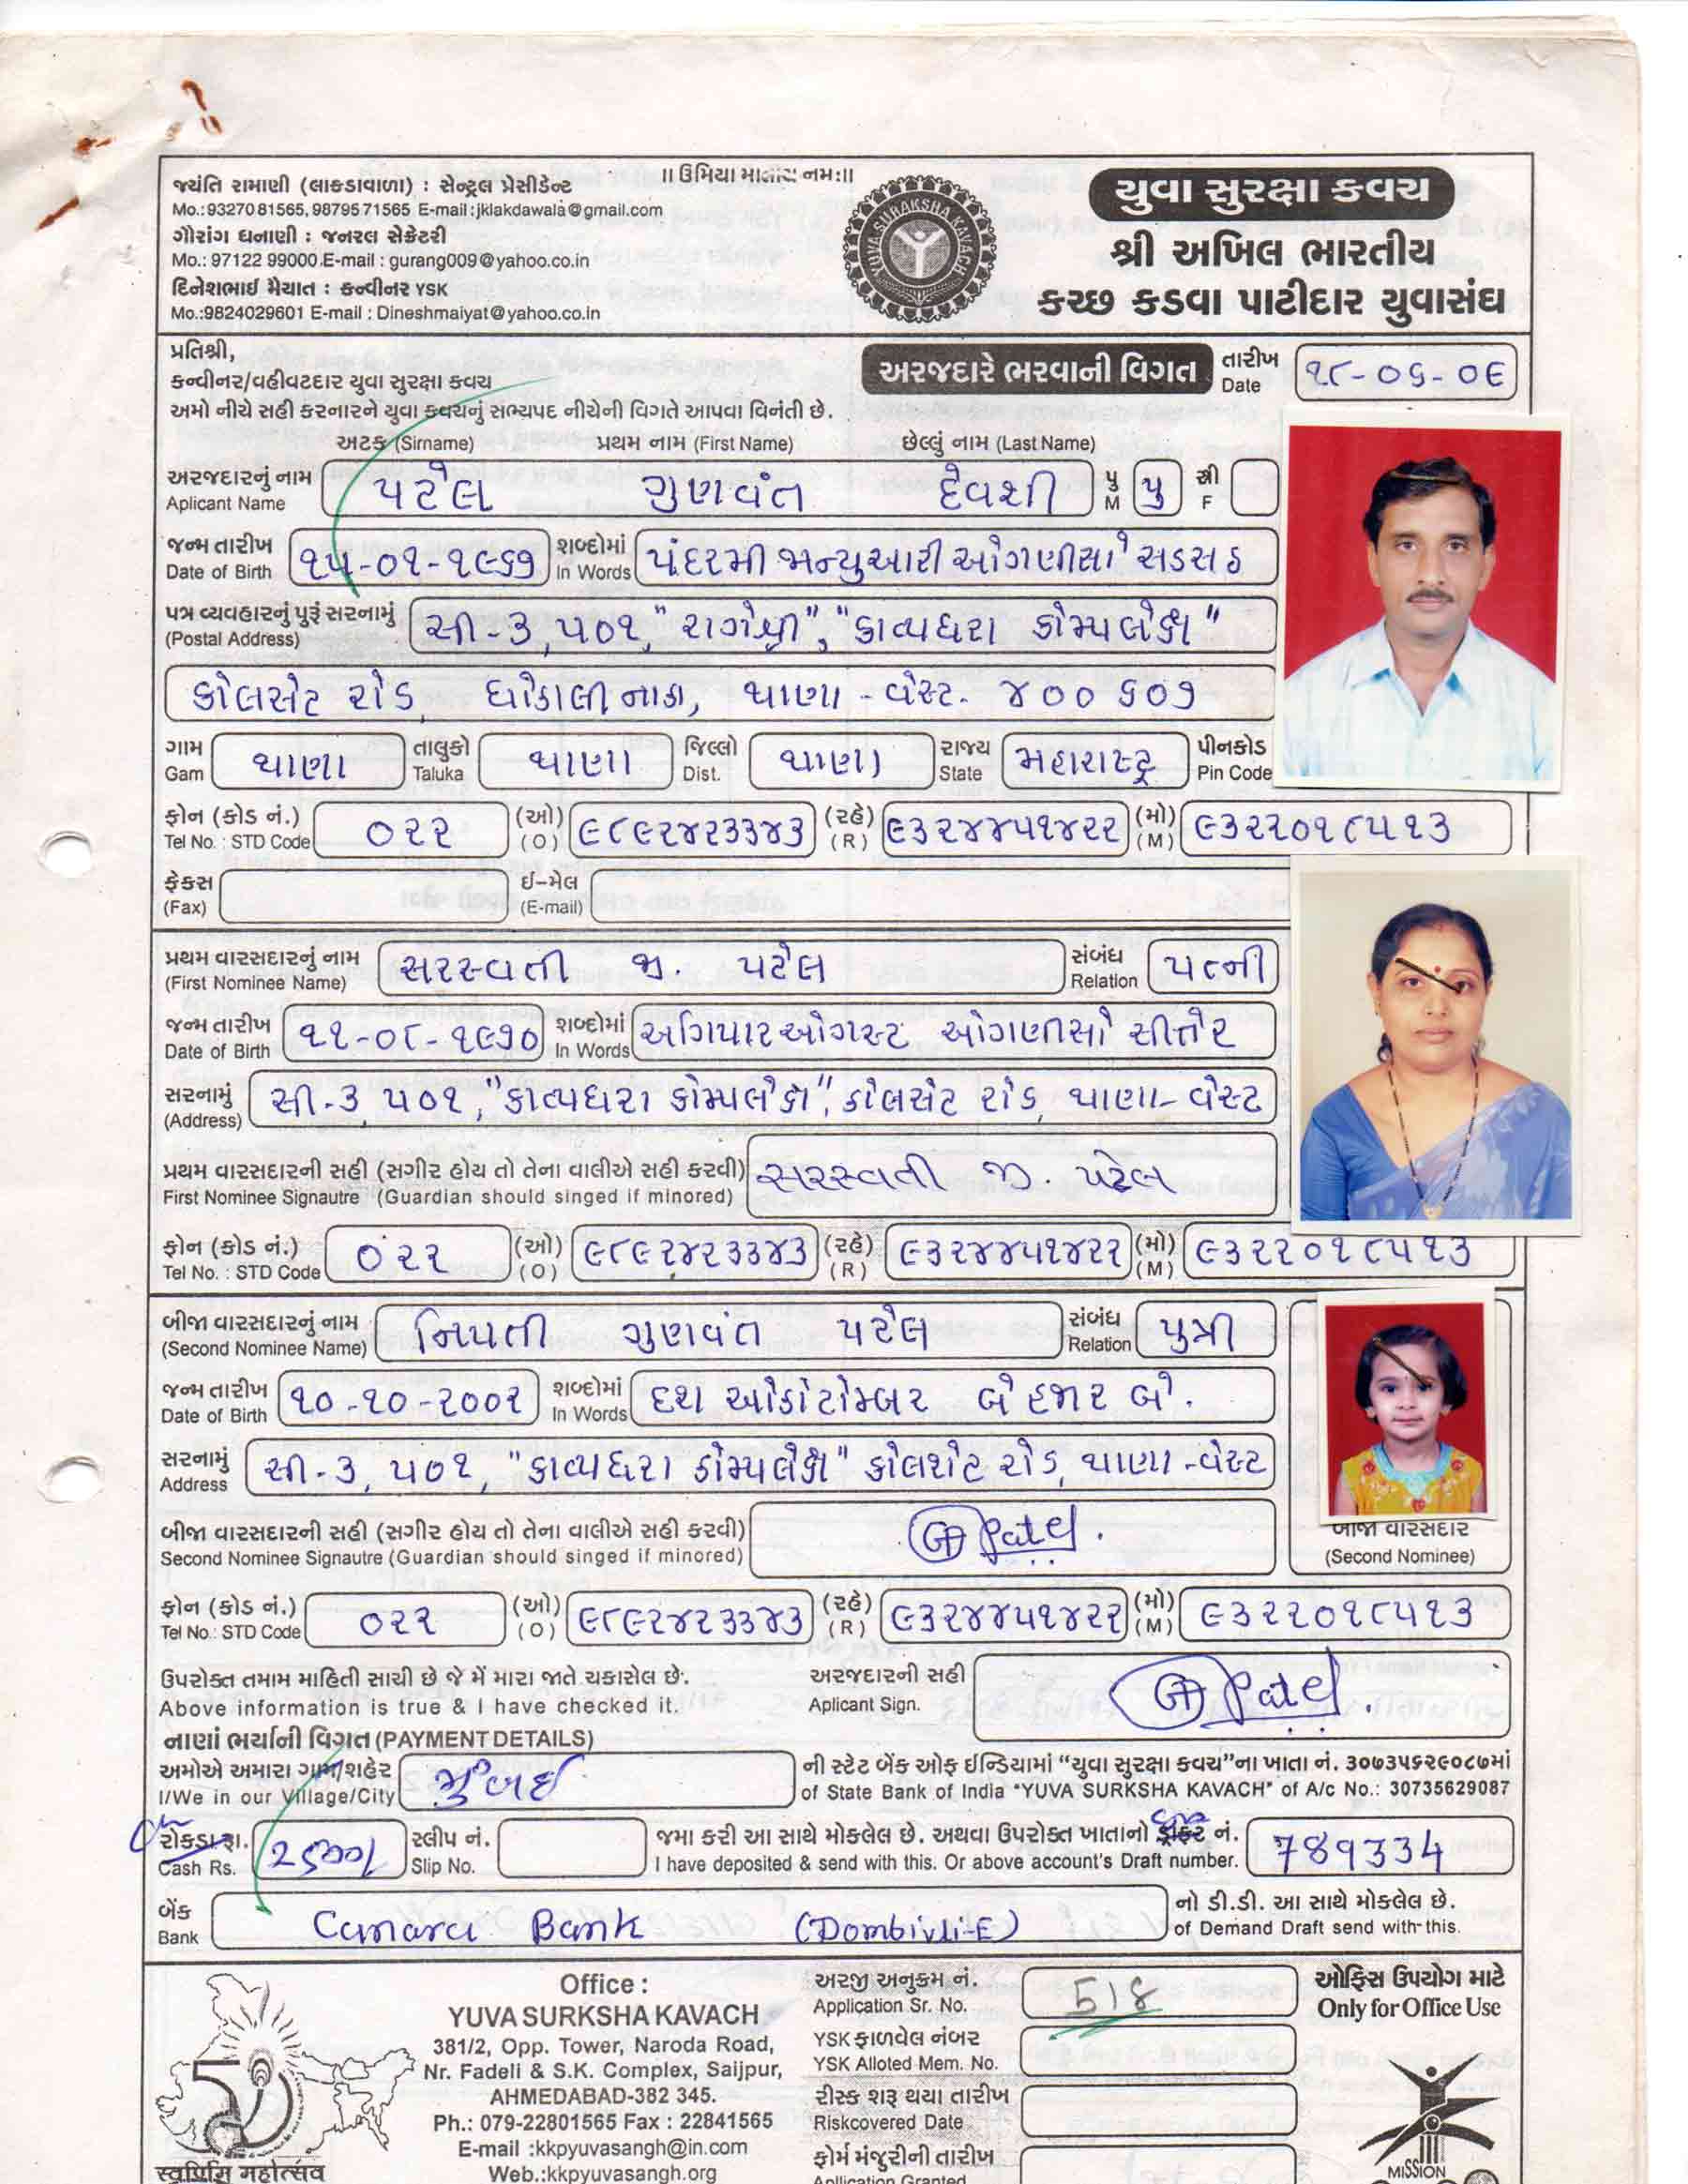 ॥ ઉમિયા માતાય નમઃ॥
જયંતિ રામાણી (લાકડાવાળા) : સેન્ટ્રલ પ્રેસીડેન્ટ
Mo.:9327081565,9879571565 E-mail :jklakdawala@gmail.com
ગૌરાંગ ધનાણી : જનરલ સેક્રેટરી
Mo.: 97122 99000 E-mail : gurang009@yahoo.co.in
દિનેશભાઈ મૈયાત : કન્વીનર YSK
Mo.:9824029601 E-mail : Dineshmaiyat@yahoo.co.in
YUVA SURAKSHA KAVACH
યુવા સુરક્ષા કવચ
શ્રી અખિલ ભારતીય
કચ્છ કડવા પાટીદાર યુવાસંઘ
પ્રતિશ્રી,
અરજદારે ભરવાની વિગત તારીખ Date ૧૮-૦૬-૦૯
કન્વીનર/વહીવટદાર યુવા સુરક્ષા કવચ
અમો નીચે સહી કરનારને યુવા કવચનું સભ્યપદ નીચેની વિગતે આપવા વિનંતી છે.
અટક (Sirname) પ્રથમ નામ (First Name) છેલ્લું નામ (Last Name)
અરજદારનું નામ Aplicant Name પટેલ ગુણવંત દેવશી પુ M પુ સ્ત્રી F
જન્મ તારીખ Date of Birth ૧૫-૦૧-૧૯૬૭ શબ્દોમાં In Words પંદરમી જાન્યુઆરી ઓગણીસો સડસઠ
પત્ર વ્યવહારનું પુરૂં સરનામું (Postal Address) સી-૩, ૫૦૧, "રાગેશ્રી", "કાવ્યધરા કોમ્પલેક્ષ"
કોલસેટ રોડ, ઘોડાલી નાકા, થાણા - વેસ્ટ. ૪૦૦ ૬૦૭
ગામ Gam થાણા તાલુકો Taluka થાણા જિલ્લો Dist. થાણા રાજ્ય State મહારાષ્ટ્ર પીનકોડ Pin Code
ફોન (કોડ નં.) Tel No. : STD Code ૦૨૨ (ઓ) (O) ૯૮૯૨૪૨૩૩૪૩ (રહે) (R) ૯૩૨૪૪૫૧૪૨૨ (મો) (M) ૯૩૨૨૦૧૮૫૧૩
ફેક્સ (Fax) ઈ-મેલ (E-mail)
પ્રથમ વારસદારનું નામ (First Nominee Name) સરસ્વતી જી. પટેલ સંબંધ Relation પત્ની
જન્મ તારીખ Date of Birth ૧૧-૦૮-૧૯૭૦ શબ્દોમાં In Words અગિયાર ઓગસ્ટ ઓગણીસો સીત્તેર
સરનામું (Address) સી-૩, ૫૦૧, "કાવ્યધરા કોમ્પલેક્ષ", કોલસેટ રોડ, થાણા-વેસ્ટ
પ્રથમ વારસદારની સહી (સગીર હોય તો તેના વાલીએ સહી કરવી) સરસ્વતી જી. પટેલ
First Nominee Signautre (Guardian should singed if minored)
ફોન (કોડ નં.) Tel No. : STD Code ૦૨૨ (ઓ) (O) ૯૮૯૨૪૨૩૩૪૩ (રહે) (R) ૯૩૨૪૪૫૧૪૨૨ (મો) (M) ૯૩૨૨૦૧૮૫૧૩
બીજા વારસદારનું નામ (Second Nominee Name) નિયતી ગુણવંત પટેલ સંબંધ Relation પુત્રી
જન્મ તારીખ Date of Birth ૧૦-૧૦-૨૦૦૨ શબ્દોમાં In Words દશ ઓક્ટોમ્બર બે હજાર બે.
સરનામું Address સી-૩, ૫૦૧, "કાવ્યધરા કોમ્પલેક્ષ" કોલશેટ રોડ, થાણા-વેસ્ટ
બીજા વારસદારની સહી (સગીર હોય તો તેના વાલીએ સહી કરવી) Patel.
Second Nominee Signautre (Guardian should singed if minored)
બીજા વારસદાર
(Second Nominee)
ફોન (કોડ નં.) Tel No.: STD Code ૦૨૨ (ઓ) (O) ૯૮૯૨૪૨૩૩૪૩ (રહે) (R) ૯૩૨૪૪૫૧૪૨૨ (મો) (M) ૯૩૨૨૦૧૮૫૧૩
ઉપરોક્ત તમામ માહિતી સાચી છે જે મેં મારા જાતે ચકાસેલ છે. અરજદારની સહી
Above information is true & I have checked it. Aplicant Sign. Patel.
નાણાં ભર્યાની વિગત (PAYMENT DETAILS)
અમોએ અમારા ગામ/શહેર મુંબઈ ની સ્ટેટ બેંક ઓફ ઈન્ડિયામાં "યુવા સુરક્ષા કવચ"ના ખાતા નં. ૩૦૭૩૫૬૨૯૦૮૭માં
I/We in our Village/City of State Bank of India "YUVA SURKSHA KAVACH" of A/c No.: 30735629087
રોકડા રૂા. સ્લીપ નં. જમા કરી આ સાથે મોકલેલ છે. અથવા ઉપરોક્ત ખાતાનો ડ્રાફ્ટ નં. 789334
Cash Rs. Slip No. I have deposited & send with this. Or above account's Draft number.
બેંક Bank Canara Bank (Dombivli-E) નો ડી.ડી. આ સાથે મોકલેલ છે.
of Demand Draft send with this.
સ્વર્ણિમ મહોત્સવ
Office :
YUVA SURKSHA KAVACH
381/2, Opp. Tower, Naroda Road,
Nr. Fadeli & S.K. Complex, Saijpur,
AHMEDABAD-382 345.
Ph.: 079-22801565 Fax : 22841565
E-mail :kkpyuvasangh@in.com
Web.:kkpyuvasangh.org
અરજી અનુક્રમ નં.
Application Sr. No. 518
YSK ફાળવેલ નંબર
YSK Alloted Mem. No.
રીસ્ક શરૂ થયા તારીખ
Riskcovered Date
ફોર્મ મંજુરીની તારીખ
Apllication Granted
ઓફિસ ઉપયોગ માટે
Only for Office Use
MISSION